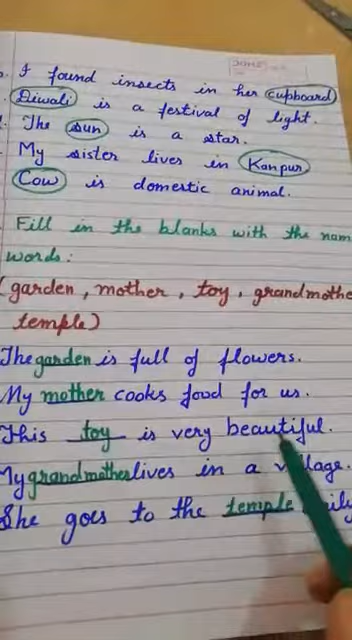 I found insects in her cupboard
Diwali is a festival of light.
The sun is a star.
My sister lives in Kanpur
Cow is domestic animal.
Fill in the blanks with the nam
words:
(garden, mother, toy, grandmothe
temple)
The garden is full of flowers.
My mother cooks food for us.
This toy is very beautiful.
My grandmother lives in a village.
She goes to the temple